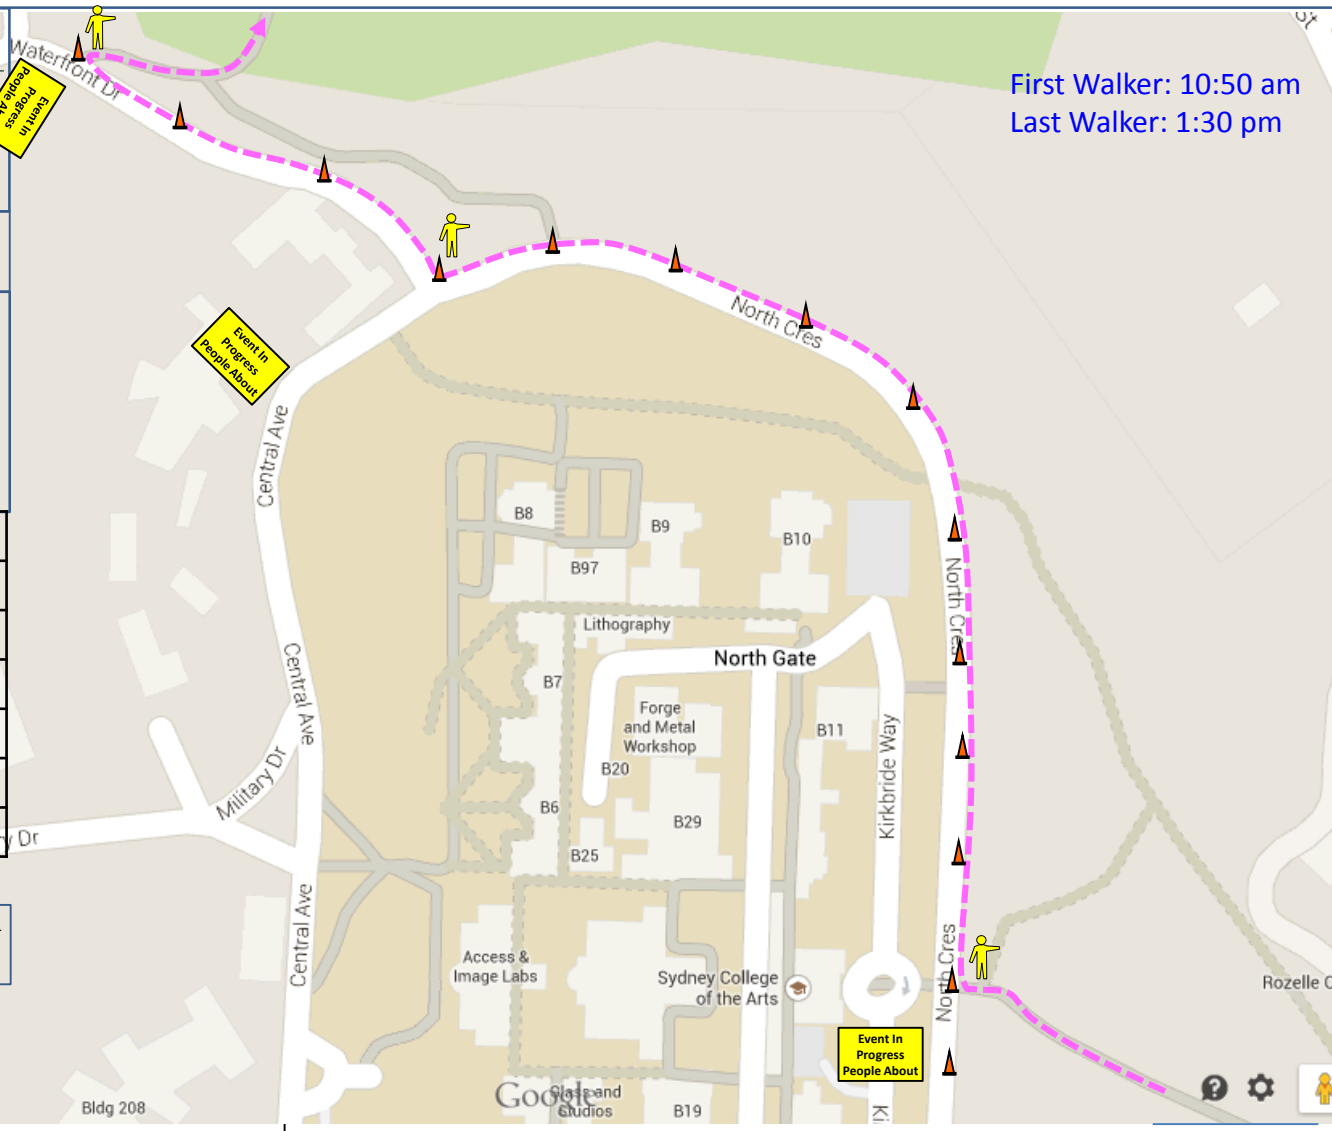 First Walker: 10:50 am
Last Walker: 1:30 pm
St
Waterfront Dr
Event In
Progress
People Ab
North Cres
Event In
Progress
People About
Central Ave
B8
B9
B10
B97
North Cres
Lithography
North Gate
Central Ave
B7
Forge
and Metal
Workshop
B11
Kirkbride Way
B20
Military Dr
B6
B29
y Dr
B25
Central Ave
North Cres
Access &
Image Labs
Sydney College
of the Arts
Rozelle C
Event In
Progress
People About
Google
Glass and
Studios
Bldg 208
B19
Ki